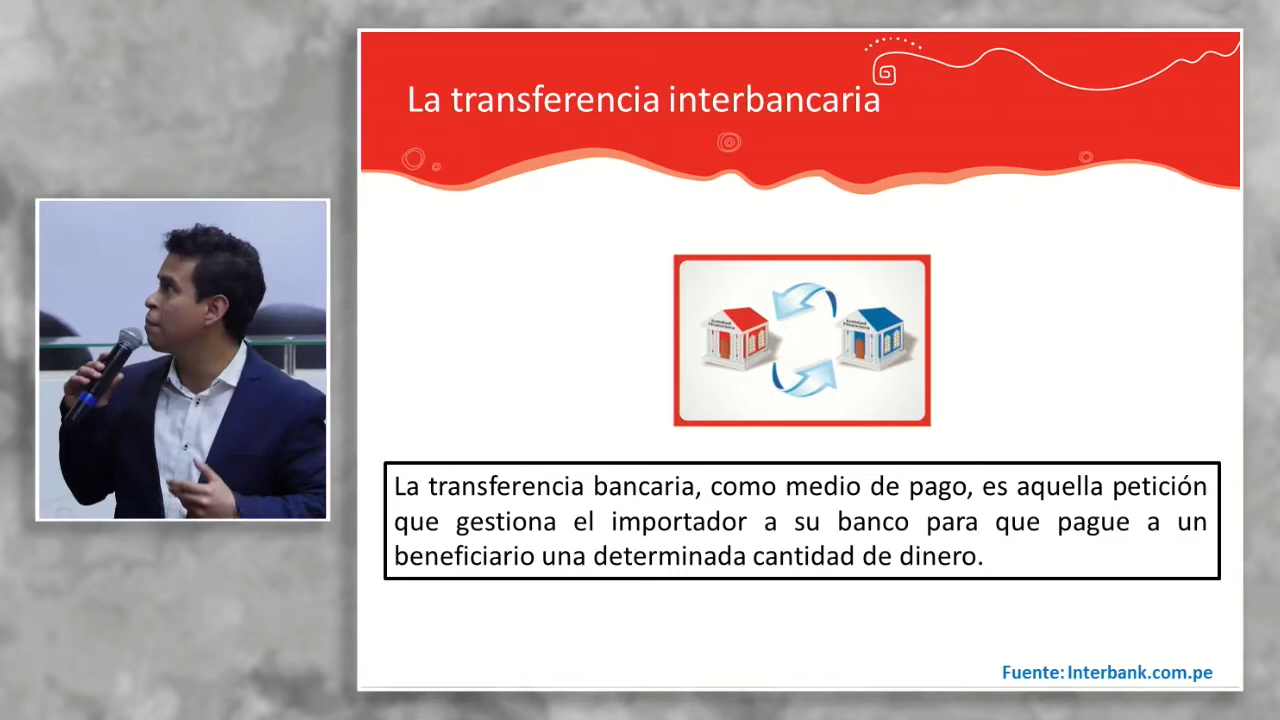 La transferencia interbancaria
La transferencia bancaria, como medio de pago, es aquella petición
que gestiona el importador a su banco para que pague a un
beneficiario una determinada cantidad de dinero.
Fuente: Interbank.com.pe